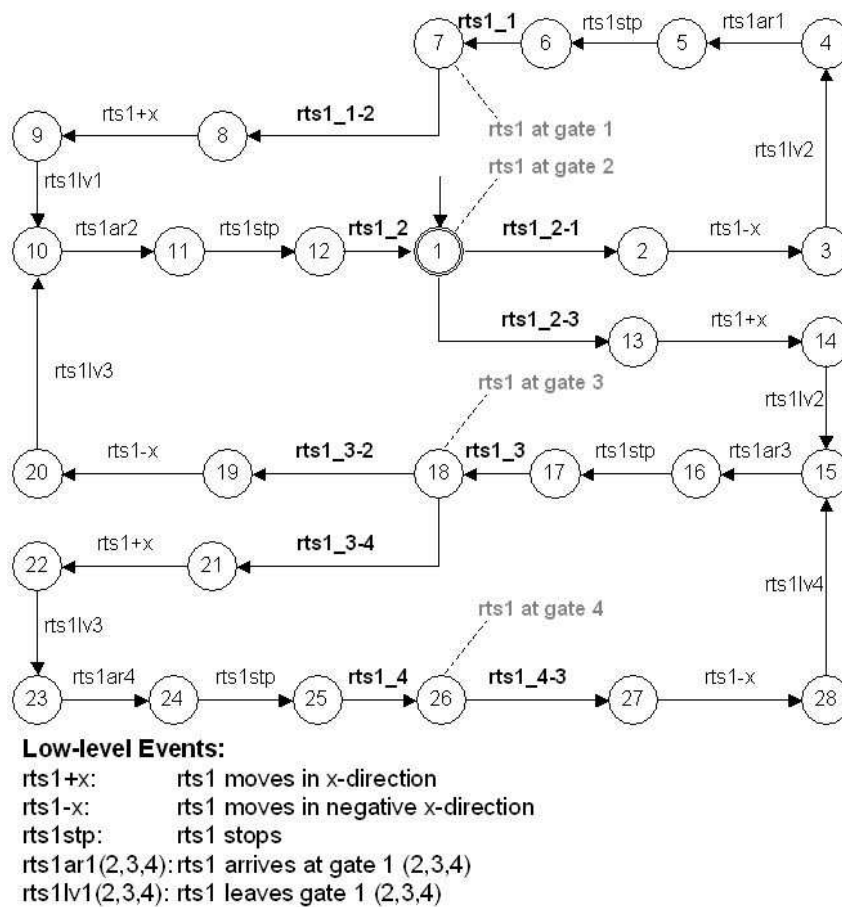 7 rts1_1 6 rts1stp 5 rts1ar1 4
rts1_1-2
rts1+x
9 8
rts1 at gate 1
rts1lv2
rts1 at gate 2
rts1lv1
10 rts1ar2 11 rts1stp 12 rts1_2 1 rts1_2-1 2 rts1-x 3
rts1_2-3 13 rts1+x 14
rts1lv3
rts1 at gate 3
rts1lv2
20 rts1-x 19 rts1_3-2 18 rts1_3 17 rts1stp 16 rts1ar3 15
22 rts1+x 21 rts1_3-4
rts1lv4
rts1 at gate 4
rts1lv3
23 rts1ar4 24 rts1stp 25 rts1_4 26 rts1_4-3 27 rts1-x 28
Low-level Events:
rts1+x: rts1 moves in x-direction
rts1-x: rts1 moves in negative x-direction
rts1stp: rts1 stops
rts1ar1(2,3,4): rts1 arrives at gate 1 (2,3,4)
rts1lv1(2,3,4): rts1 leaves gate 1 (2,3,4)